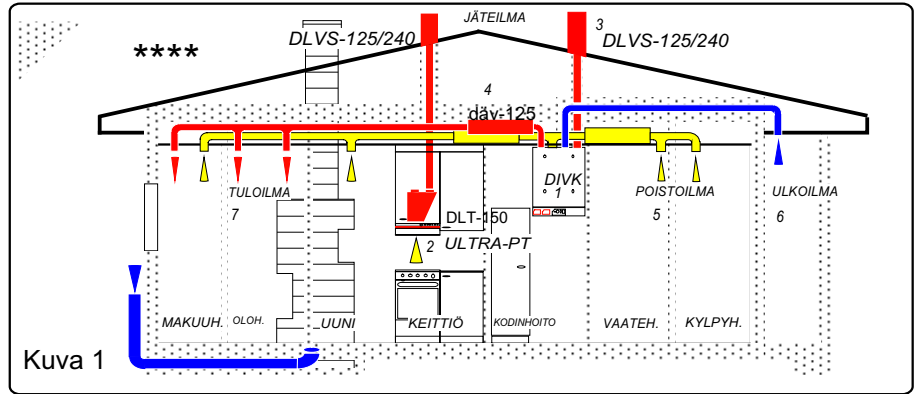 JÄTEILMA
****
DLVS-125/240
3
DLVS-125/240
4
däv-125
TULOILMA
7
DIVK
1
POISTOILMA
5
ULKOILMA
6
DLT-150
2
ULTRA-PT
MAKUUH.
OLOH.
UUNI
KEITTIÖ
KODINHOITO
VAATEH.
KYLPYH.
Kuva 1